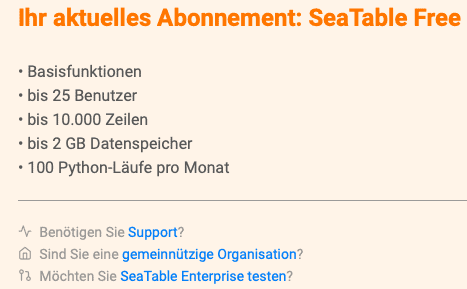 Ihr aktuelles Abonnement: SeaTable Free
• Basisfunktionen
• bis 25 Benutzer
• bis 10.000 Zeilen
• bis 2 GB Datenspeicher
• 100 Python-Läufe pro Monat
Benötigen Sie Support?
Sind Sie eine gemeinnützige Organisation?
Möchten Sie SeaTable Enterprise testen?